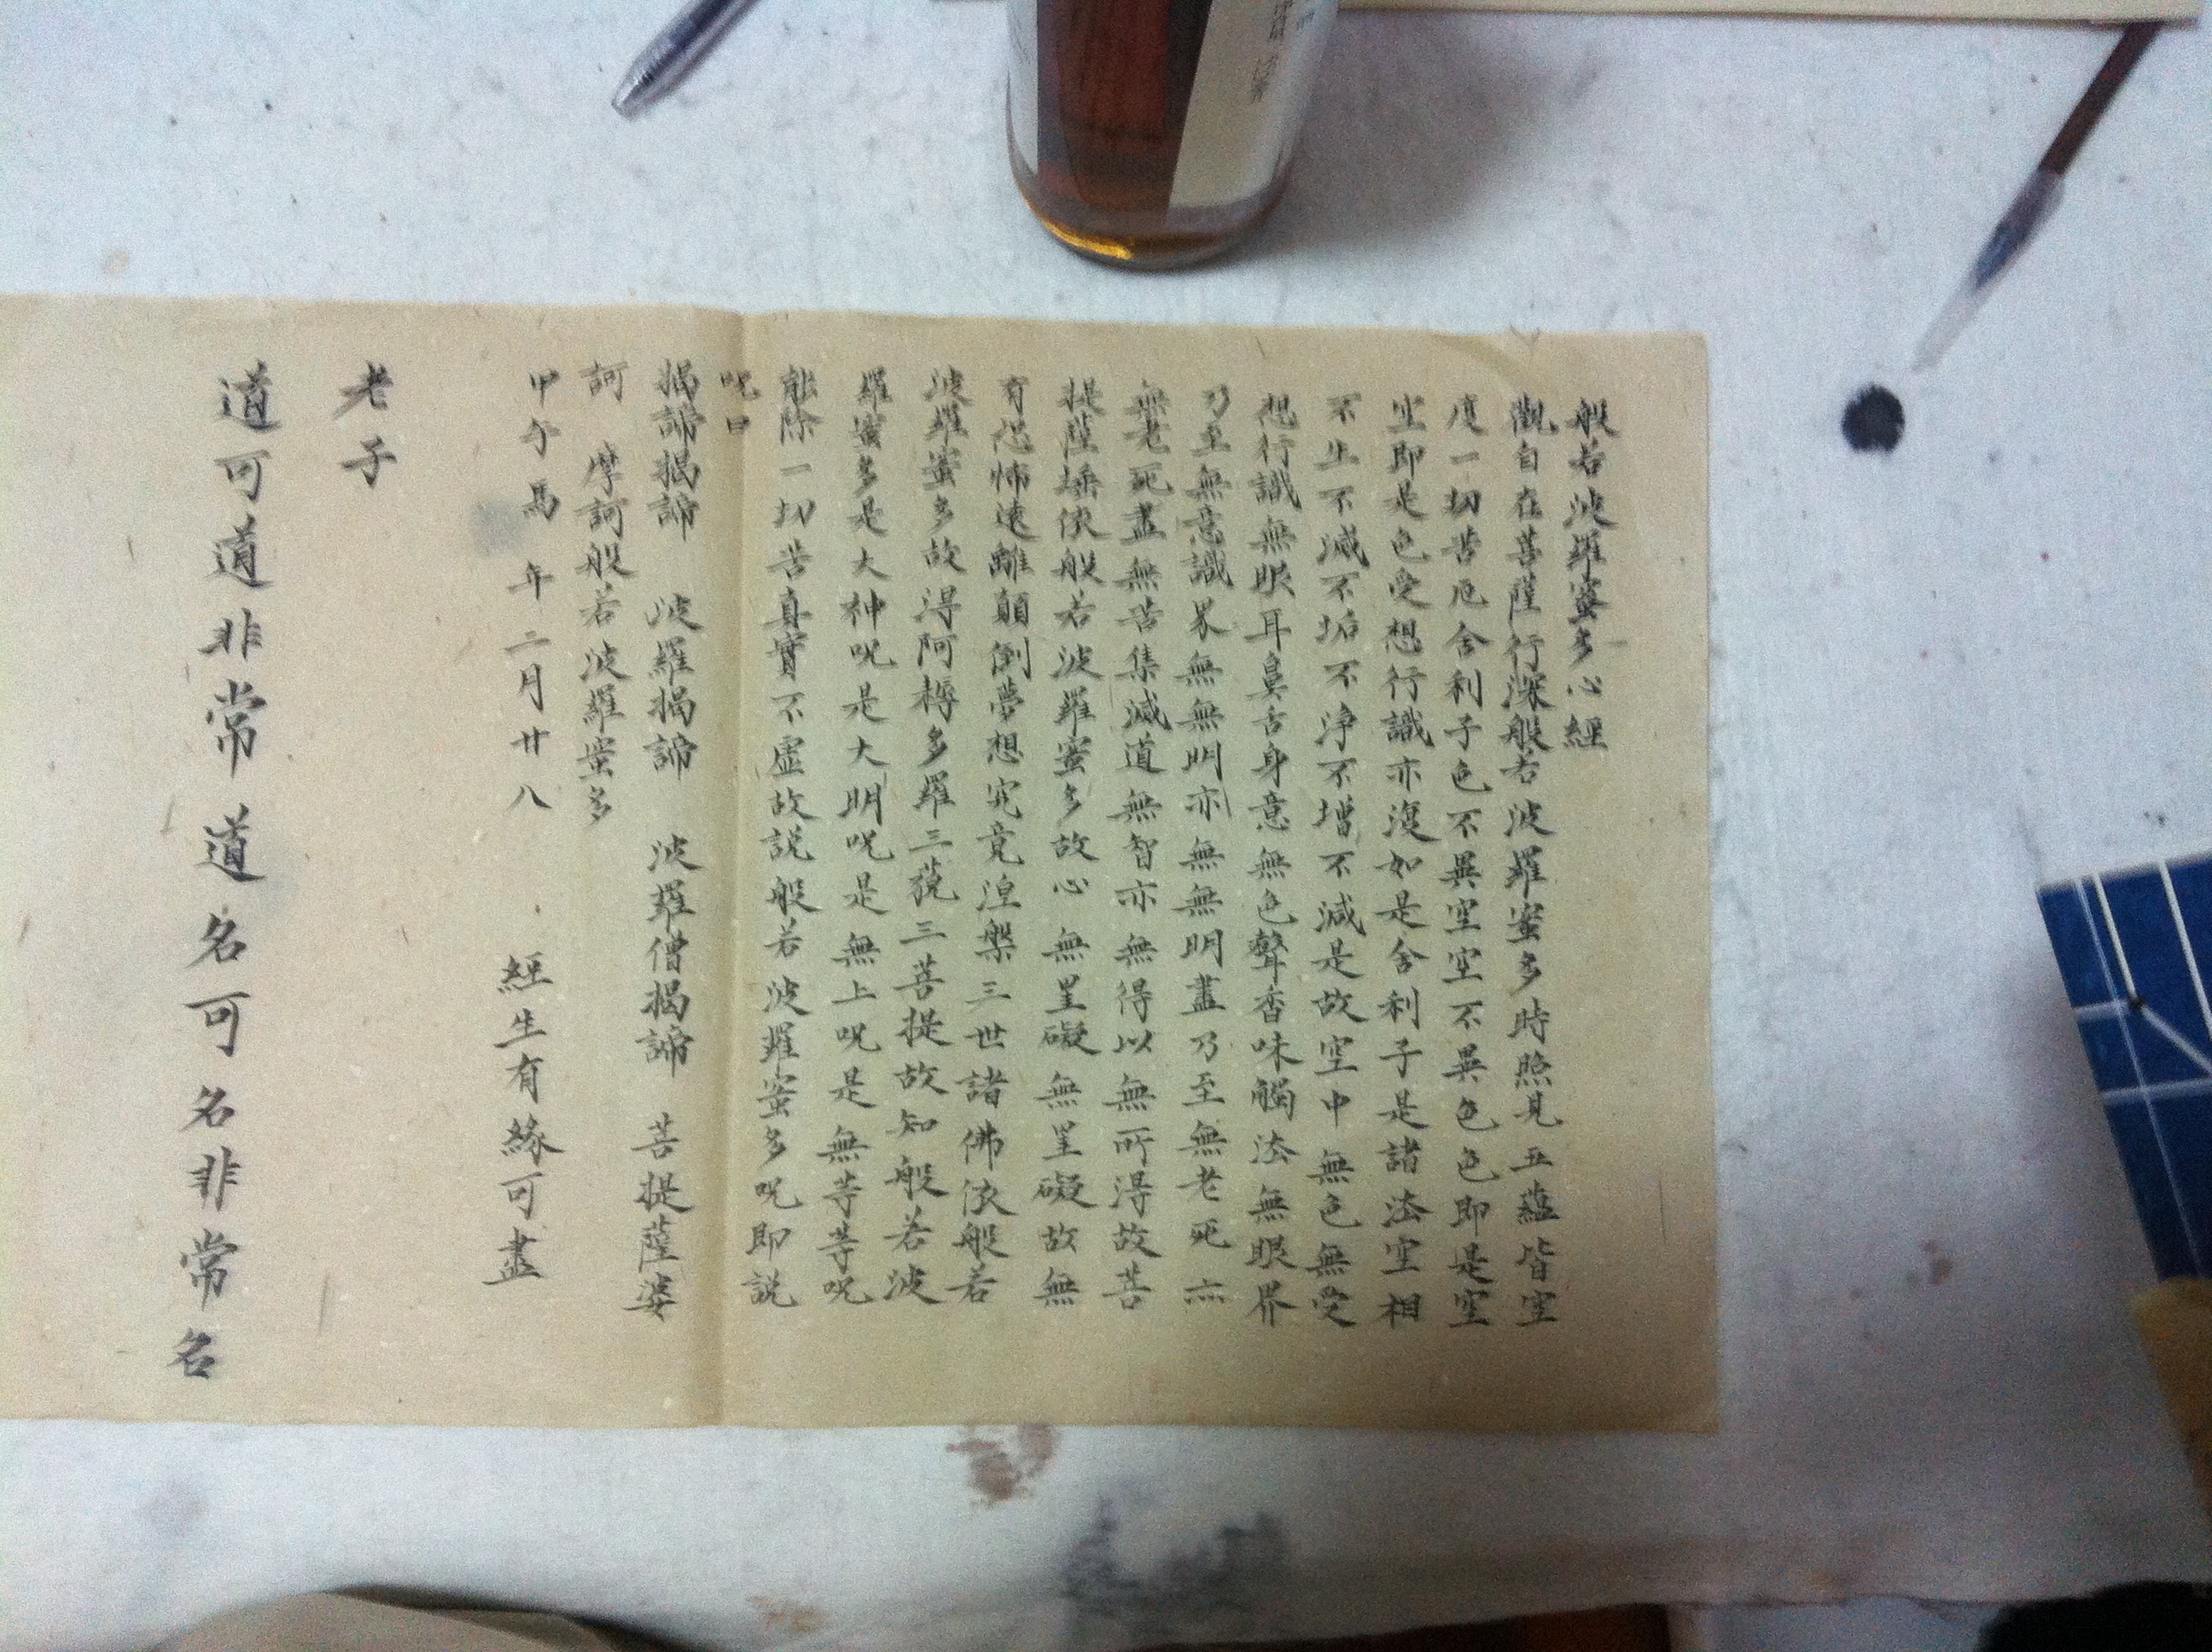 般若波羅蜜多心經
觀自在菩薩行深般若波羅蜜多時照見五蘊皆空
度一切苦厄舍利子色不異空空不異色色即是空
空即是色受想行識亦復如是舍利子是諸法空相
不生不滅不垢不淨不增不減是故空中無色無受
想行識無眼耳鼻舌身意無色聲香味觸法無眼界
乃至無意識界無無明亦無無明盡乃至無老死亦
無老死盡無苦集滅道無智亦無得以無所得故菩
提薩埵依般若波羅蜜多故心無罣礙無罣礙故無
有恐怖遠離顛倒夢想究竟涅槃三世諸佛依般若
波羅蜜多故得阿耨多羅三藐三菩提故知般若波
羅蜜多是大神咒是大明咒是無上咒是無等等咒
能除一切苦真實不虛故說般若波羅蜜多咒即說
咒曰
揭諦 揭諦 波羅揭諦 波羅僧揭諦 菩提薩婆
訶 摩訶般若波羅蜜多
甲午馬年二月廿八 經生有緣可盡
老子
道可道非常道名可名非常名